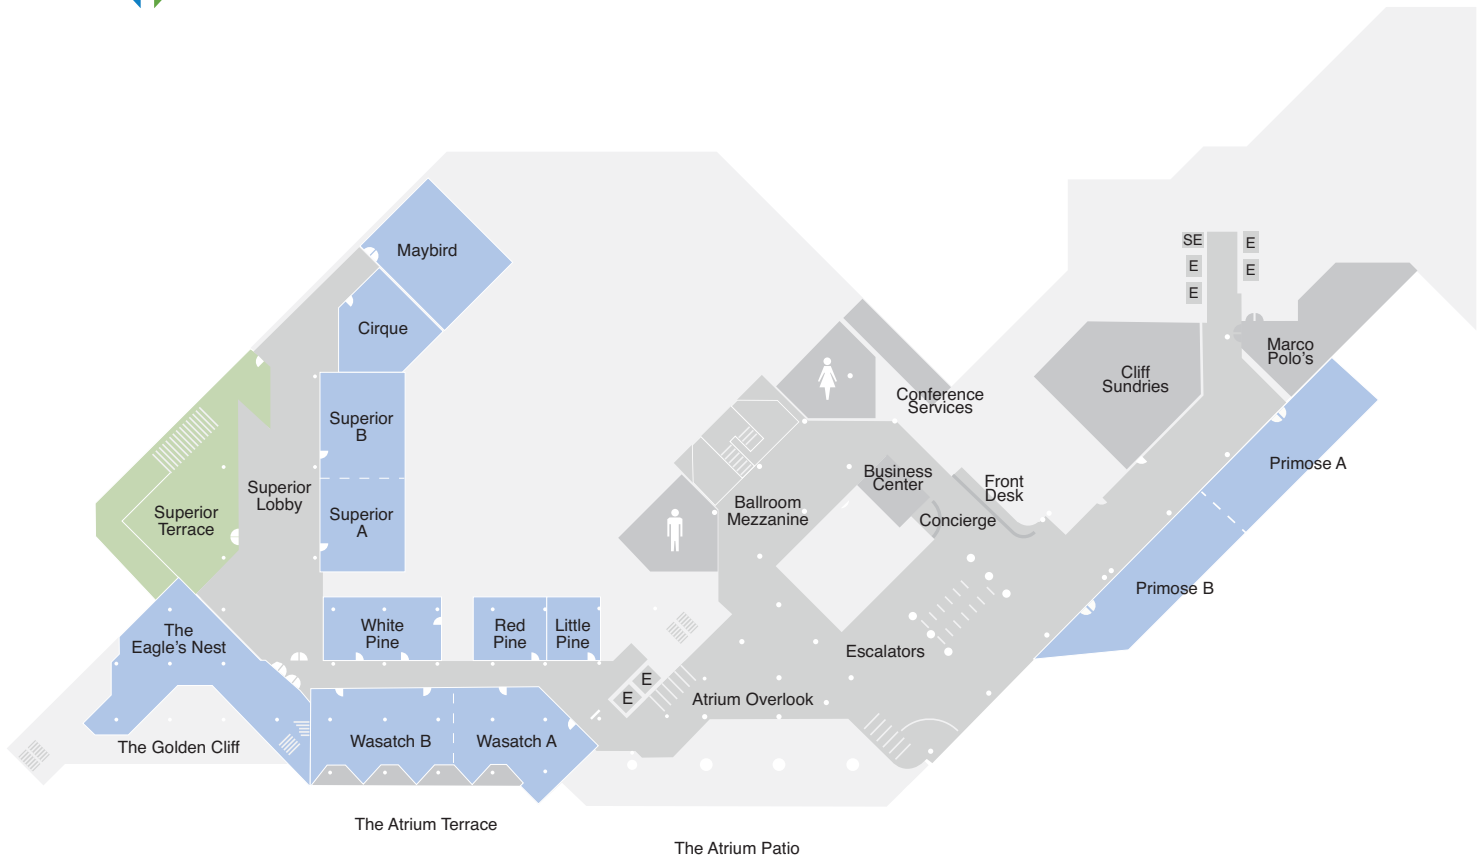 SE
E
E
E
E
Maybird
Cirque
Marco
Polo's
Cliff
Sundries
Conference
Services
Superior
B
Superior
A
Superior
Lobby
Superior
Terrace
Business
Center
Front
Desk
Concierge
Ballroom
Mezzanine
Primose A
Primose B
The
Eagle's Nest
White
Pine
Red
Pine
Little
Pine
Escalators
E
E
Atrium Overlook
The Golden Cliff
Wasatch B
Wasatch A
The Atrium Terrace
The Atrium Patio